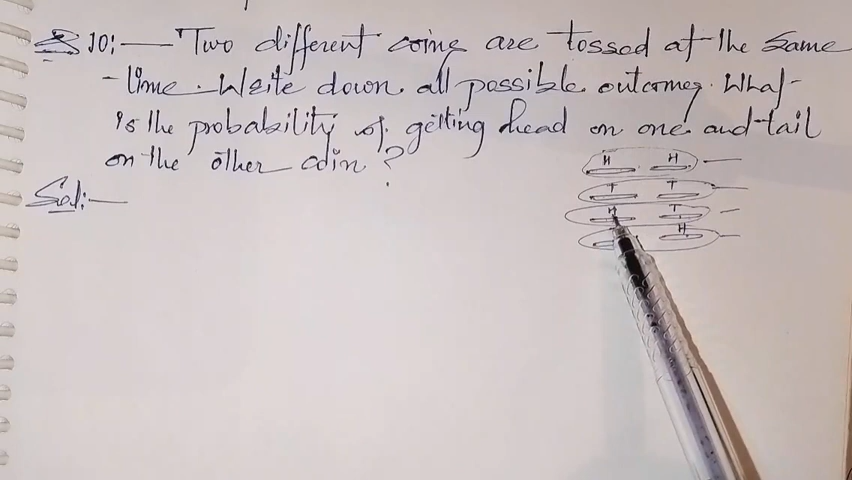 10:— Two different coins are tossed at the same
time. Write down all possible outcomes. What
is the probability of getting head on one and tail
on the other coin?
H H —
Sol:—
T T —
H T —
H —